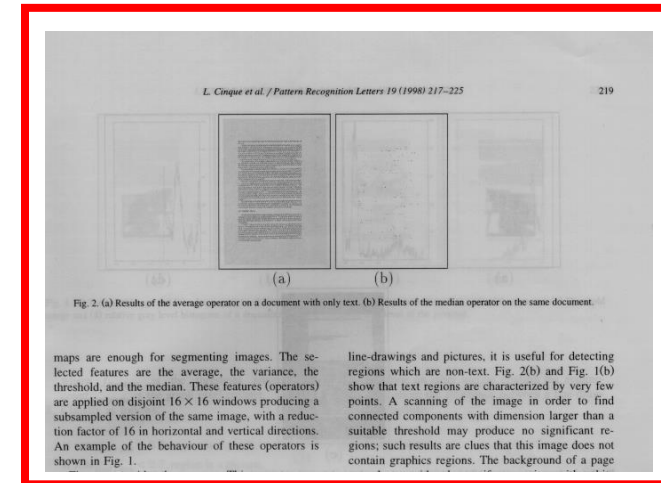 L. Cinque et al. / Pattern Recognition Letters 19 (1998) 217–225 219
(a) (b)
Fig. 2. (a) Results of the average operator on a document with only text. (b) Results of the median operator on the same document.
maps are enough for segmenting images. The se-
lected features are the average, the variance, the
threshold, and the median. These features (operators)
are applied on disjoint 16 × 16 windows producing a
subsampled version of the same image, with a reduc-
tion factor of 16 in horizontal and vertical directions.
An example of the behaviour of these operators is
shown in Fig. 1.
line-drawings and pictures, it is useful for detecting
regions which are non-text. Fig. 2(b) and Fig. 1(b)
show that text regions are characterized by very few
points. A scanning of the image in order to find
connected components with dimension larger than a
suitable threshold may produce no significant re-
gions; such results are clues that this image does not
contain graphics regions. The background of a page